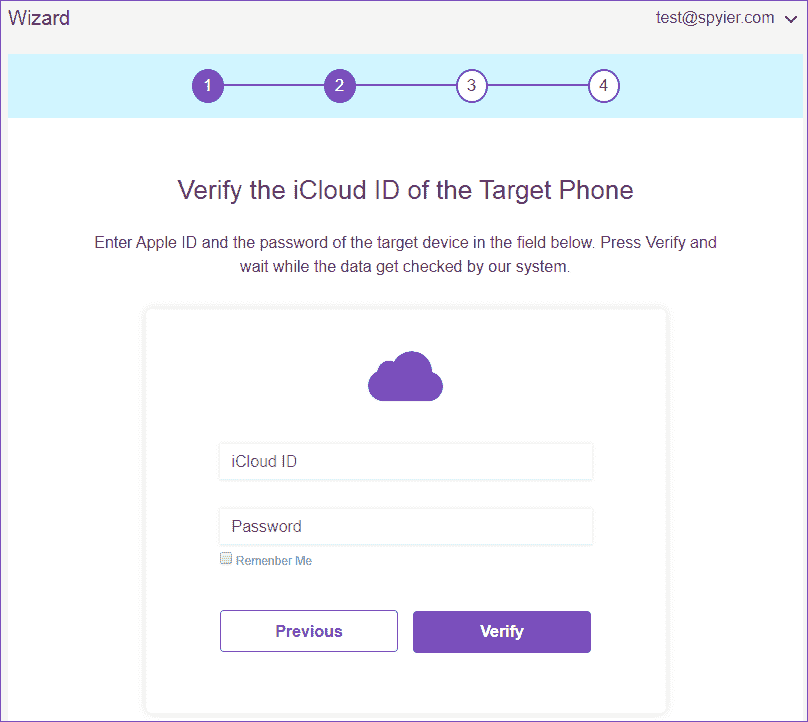 Wizard
test@spyier.com
1
2
3
4
Verify the iCloud ID of the Target Phone
Enter Apple ID and the password of the target device in the field below. Press Verify and
wait while the data get checked by our system.
iCloud ID
Password
Remenber Me
Previous
Verify